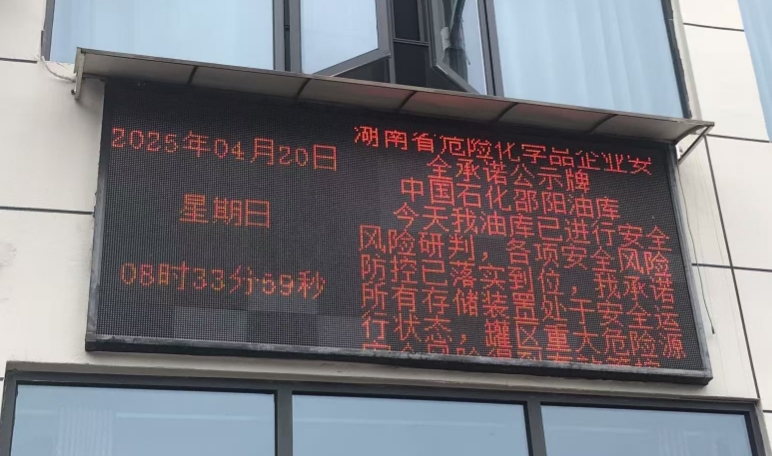 2025年04月20日
星期日
08时33分59秒
湖南省危险化学品企业安
全承诺公示牌
中国石化邵阳油库
今天我油库已进行安全
风险研判，各项安全风险
防控已落实到位，我承诺
所有存储装置处于安全运
行状态，罐区重大危险源